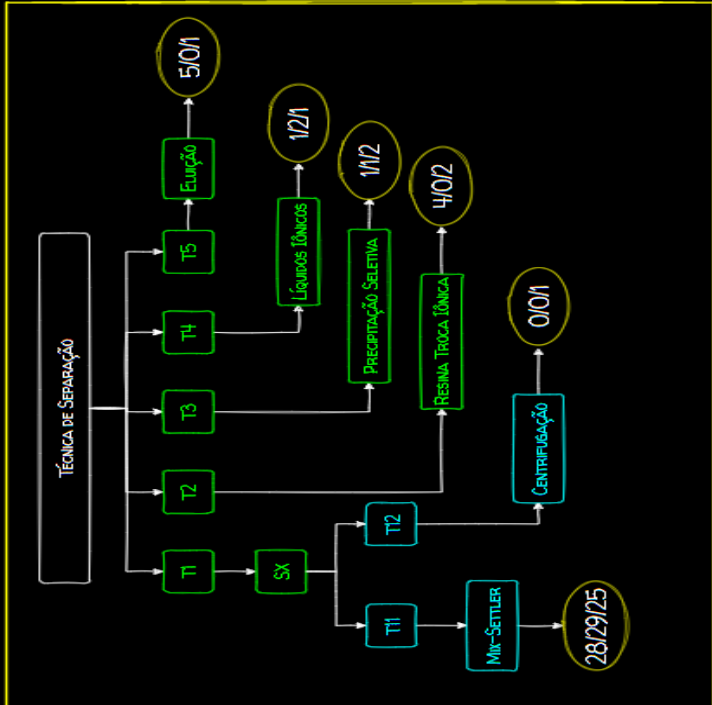 TÉCNICA DE SEPARAÇÃO
T1
T2
T3
T4
T5
SX
ELUIÇÃO
5/0/1
LÍQUIDOS IÔNICOS
1/2/1
PRECIPITAÇÃO SELETIVA
1/1/2
RESINA TROCA IÔNICA
4/0/2
T11
T12
MIX-SETTLER
28/29/25
CENTRIFUGAÇÃO
0/0/1